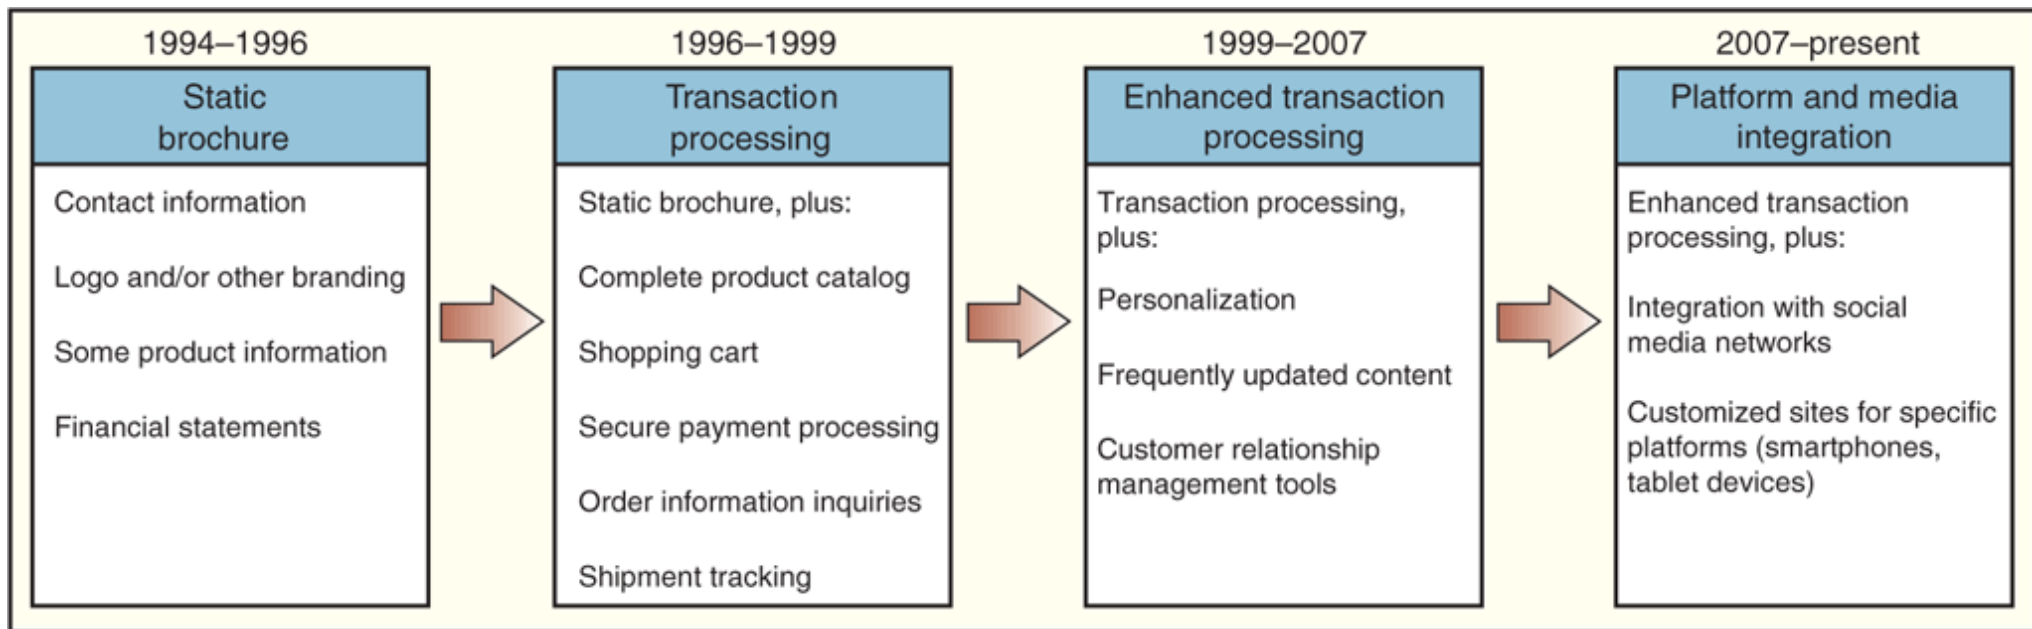 1994–1996
Static
brochure
Contact information
Logo and/or other branding
Some product information
Financial statements
1996–1999
Transaction
processing
Static brochure, plus:
Complete product catalog
Shopping cart
Secure payment processing
Order information inquiries
Shipment tracking
1999–2007
Enhanced transaction
processing
Transaction processing,
plus:
Personalization
Frequently updated content
Customer relationship
management tools
2007–present
Platform and media
integration
Enhanced transaction
processing, plus:
Integration with social
media networks
Customized sites for specific
platforms (smartphones,
tablet devices)